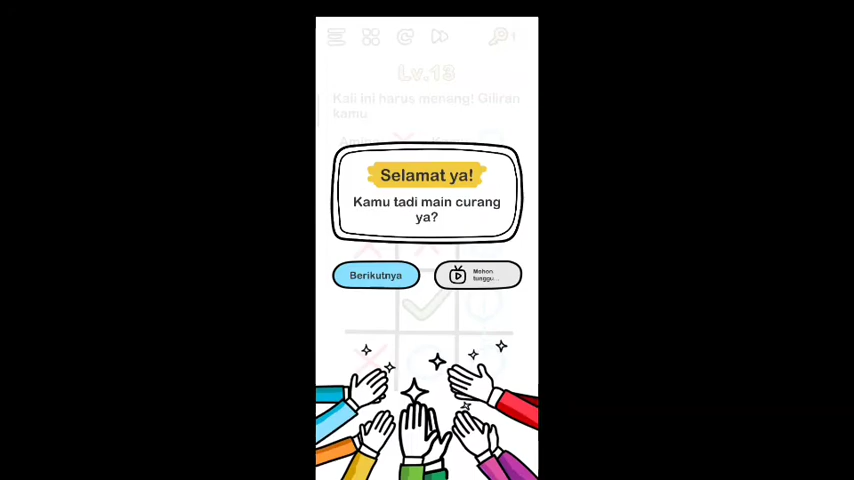 Lv.13
Kali ini harus menang! Giliran
kamu
Selamat ya!
Kamu tadi main curang
ya?
Berikutnya
Mohon
tunggu...